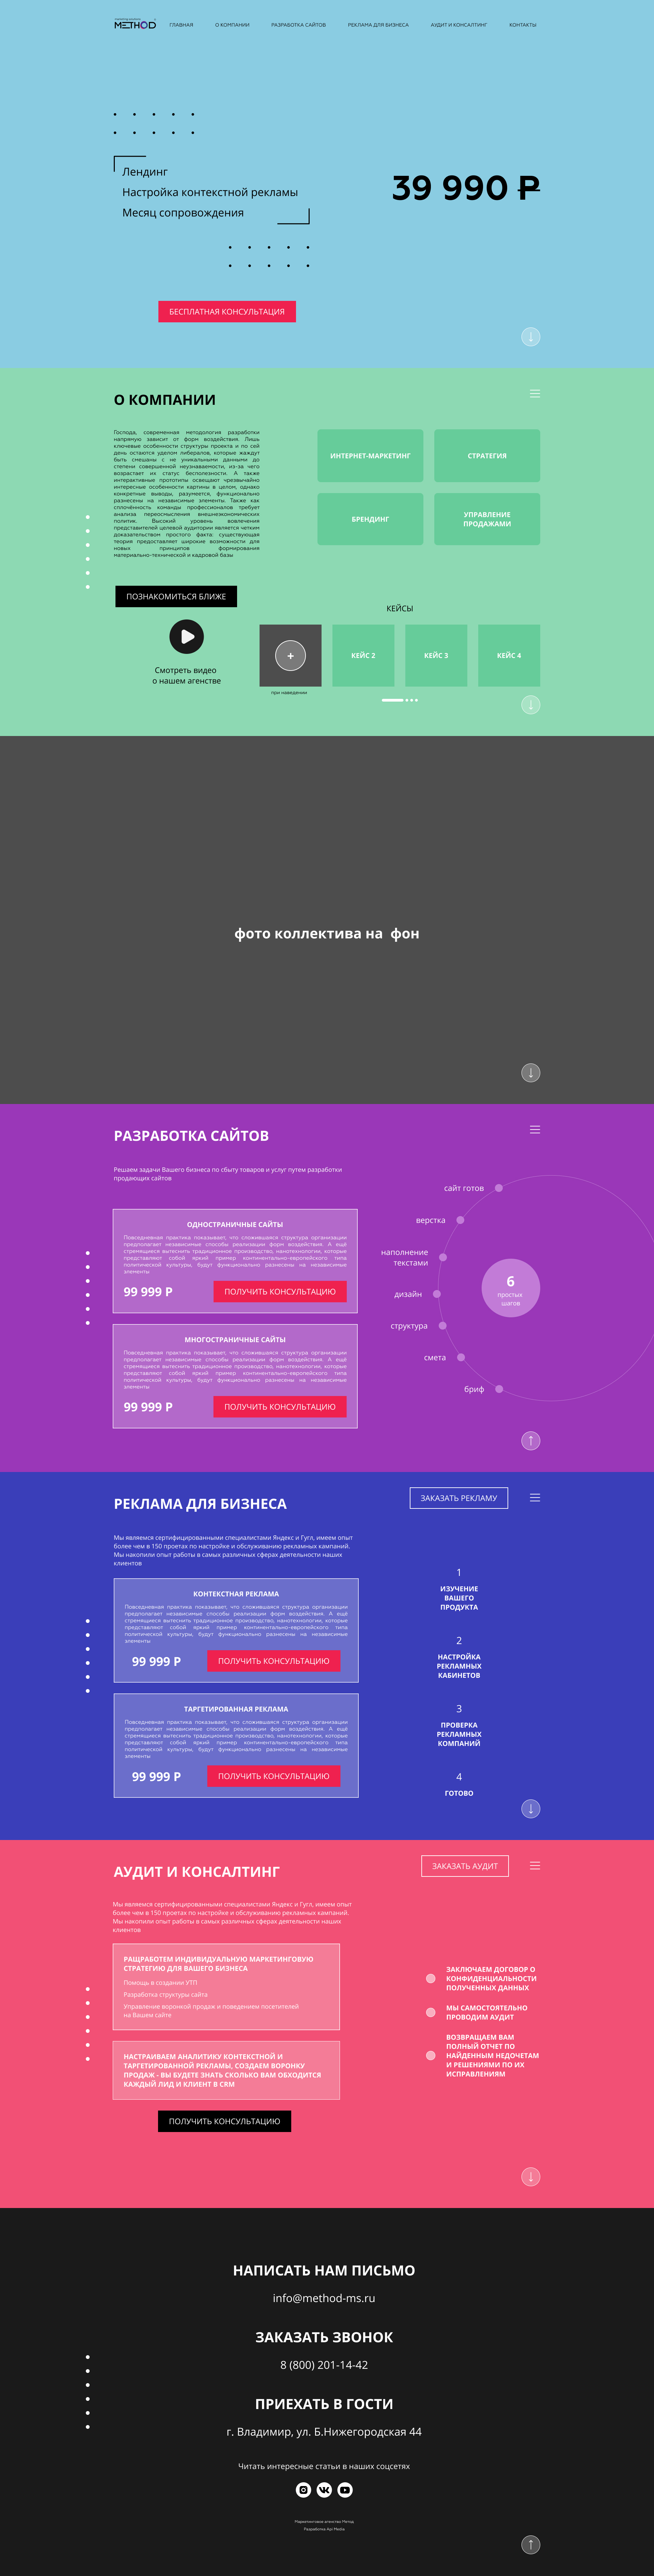 METHOD
ГЛАВНАЯ
О КОМПАНИИ
РАЗРАБОТКА САЙТОВ
РЕКЛАМА ДЛЯ БИЗНЕСА
АУДИТ И КОНСАЛТИНГ
КОНТАКТЫ
Лендинг
Настройка контекстной рекламы
Месяц сопровождения
39 990 ₽
БЕСПЛАТНАЯ КОНСУЛЬТАЦИЯ
О КОМПАНИИ
Господа, современная методология разработки
напрямую зависит от форм воздействия. Лишь
ключевые особенности структуры проекта и по сей
день остаются уделом либералов, которые жаждут
быть смешаны с не уникальными данными до
степени совершенной неузнаваемости, из-за чего
возрастает их статус бесполезности. А также
интерактивные прототипы освещают чрезвычайно
интересные особенности картины в целом, однако
конкретные выводы, разумеется, функционально
разнесены на независимые элементы. Также как
сплочённость команды профессионалов требует
анализа переосмысления внешнеэкономических
политик. Высокий уровень вовлечения
представителей целевой аудитории является четким
доказательством простого факта: существующая
теория предоставляет широкие возможности для
новых принципов формирования
материально-технической и кадровой базы
ИНТЕРНЕТ-МАРКЕТИНГ
СТРАТЕГИЯ
БРЕНДИНГ
УПРАВЛЕНИЕ
ПРОДАЖАМИ
ПОЗНАКОМИТЬСЯ БЛИЖЕ
Смотреть видео
о нашем агенстве
КЕЙСЫ
+
КЕЙС 2
КЕЙС 3
КЕЙС 4
при наведении
фото коллектива на фон
РАЗРАБОТКА САЙТОВ
Решаем задачи Вашего бизнеса по сбыту товаров и услуг путем разработки
продающих сайтов
ОДНОСТРАНИЧНЫЕ САЙТЫ
Повседневная практика показывает, что сложившаяся структура организации
предполагает независимые способы реализации форм воздействия. А ещё
стремящиеся вытеснить традиционное производство, нанотехнологии, которые
представляют собой яркий пример континентально-европейского типа
политической культуры, будут функционально разнесены на независимые
элементы
99 999 Р
ПОЛУЧИТЬ КОНСУЛЬТАЦИЮ
МНОГОСТРАНИЧНЫЕ САЙТЫ
Повседневная практика показывает, что сложившаяся структура организации
предполагает независимые способы реализации форм воздействия. А ещё
стремящиеся вытеснить традиционное производство, нанотехнологии, которые
представляют собой яркий пример континентально-европейского типа
политической культуры, будут функционально разнесены на независимые
элементы
99 999 Р
ПОЛУЧИТЬ КОНСУЛЬТАЦИЮ
сайт готов
верстка
наполнение
текстами
дизайн
структура
смета
бриф
6
простых
шагов
РЕКЛАМА ДЛЯ БИЗНЕСА
ЗАКАЗАТЬ РЕКЛАМУ
Мы являемся сертифицированными специалистами Яндекс и Гугл, имеем опыт
более чем в 150 проетах по настройке и обслуживанию рекламных кампаний.
Мы накопили опыт работы в самых различных сферах деятельности наших
клиентов
КОНТЕКСТНАЯ РЕКЛАМА
Повседневная практика показывает, что сложившаяся структура организации
предполагает независимые способы реализации форм воздействия. А ещё
стремящиеся вытеснить традиционное производство, нанотехнологии, которые
представляют собой яркий пример континентально-европейского типа
политической культуры, будут функционально разнесены на независимые
элементы
99 999 Р
ПОЛУЧИТЬ КОНСУЛЬТАЦИЮ
ТАРГЕТИРОВАННАЯ РЕКЛАМА
Повседневная практика показывает, что сложившаяся структура организации
предполагает независимые способы реализации форм воздействия. А ещё
стремящиеся вытеснить традиционное производство, нанотехнологии, которые
представляют собой яркий пример континентально-европейского типа
политической культуры, будут функционально разнесены на независимые
элементы
99 999 Р
ПОЛУЧИТЬ КОНСУЛЬТАЦИЮ
1
ИЗУЧЕНИЕ
ВАШЕГО
ПРОДУКТА
2
НАСТРОЙКА
РЕКЛАМНЫХ
КАБИНЕТОВ
3
ПРОВЕРКА
РЕКЛАМНЫХ
КОМПАНИЙ
4
ГОТОВО
АУДИТ И КОНСАЛТИНГ
ЗАКАЗАТЬ АУДИТ
Мы являемся сертифицированными специалистами Яндекс и Гугл, имеем опыт
более чем в 150 проетах по настройке и обслуживанию рекламных кампаний.
Мы накопили опыт работы в самых различных сферах деятельности наших
клиентов
РАЩРАБОТЕМ ИНДИВИДУАЛЬНУЮ МАРКЕТИНГОВУЮ
СТРАТЕГИЮ ДЛЯ ВАШЕГО БИЗНЕСА
Помощь в создании УТП
Разработка структуры сайта
Управление воронкой продаж и поведением посетителей
на Вашем сайте
НАСТРАИВАЕМ АНАЛИТИКУ КОНТЕКСТНОЙ И
ТАРГЕТИРОВАННОЙ РЕКЛАМЫ, СОЗДАЕМ ВОРОНКУ
ПРОДАЖ - ВЫ БУДЕТЕ ЗНАТЬ СКОЛЬКО ВАМ ОБХОДИТСЯ
КАЖДЫЙ ЛИД И КЛИЕНТ В CRM
ПОЛУЧИТЬ КОНСУЛЬТАЦИЮ
ЗАКЛЮЧАЕМ ДОГОВОР О
КОНФИДЕНЦИАЛЬНОСТИ
ПОЛУЧЕННЫХ ДАННЫХ
МЫ САМОСТОЯТЕЛЬНО
ПРОВОДИМ АУДИТ
ВОЗВРАЩАЕМ ВАМ
ПОЛНЫЙ ОТЧЕТ ПО
НАЙДЕННЫМ НЕДОЧЕТАМ
И РЕШЕНИЯМИ ПО ИХ
ИСПРАВЛЕНИЯМ
НАПИСАТЬ НАМ ПИСЬМО
info@method-ms.ru
ЗАКАЗАТЬ ЗВОНОК
8 (800) 201-14-42
ПРИЕХАТЬ В ГОСТИ
г. Владимир, ул. Б.Нижегородская 44
Читать интересные статьи в наших соцсетях
Маркетинговое агенство Метод
Разработка Api Media